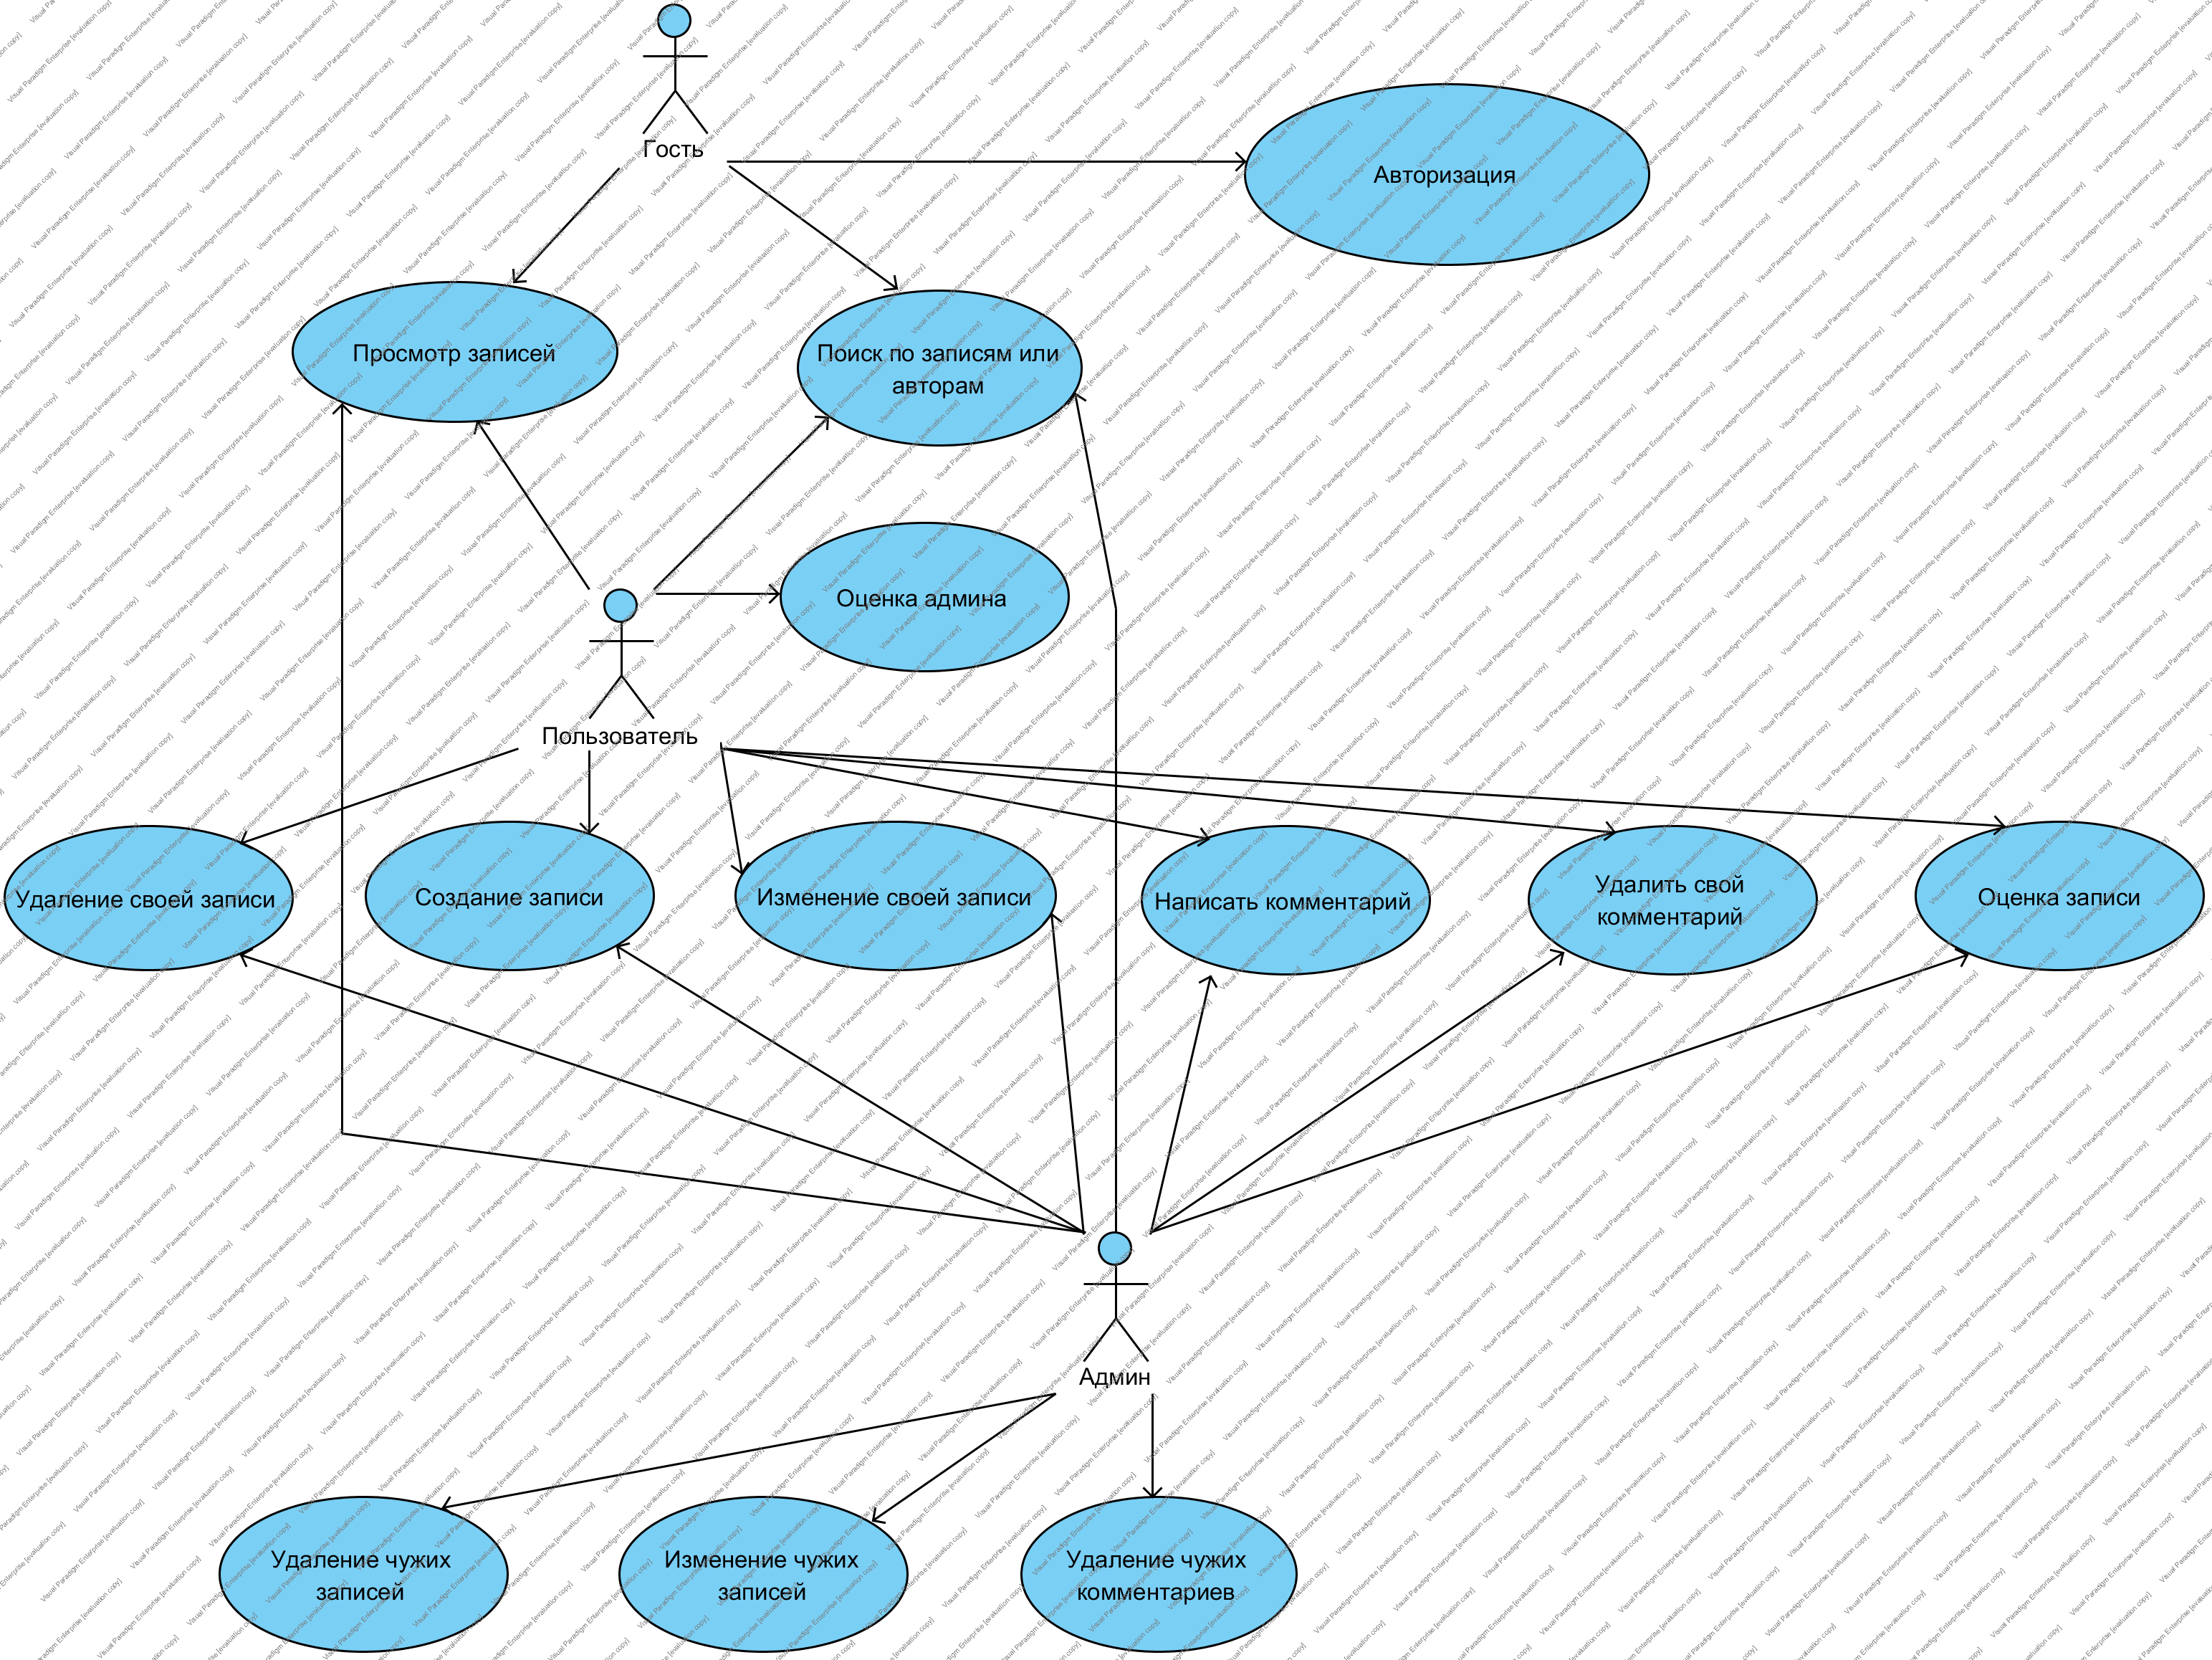 Гость
Авторизация
Просмотр записей
Поиск по записям или
авторам
Оценка админа
Пользователь
Удаление своей записи
Создание записи
Изменение своей записи
Написать комментарий
Удалить свой
комментарий
Оценка записи
Админ
Удаление чужих
записей
Изменение чужих
записей
Удаление чужих
комментариев
Visual Paradigm Enterprise [evaluation copy]